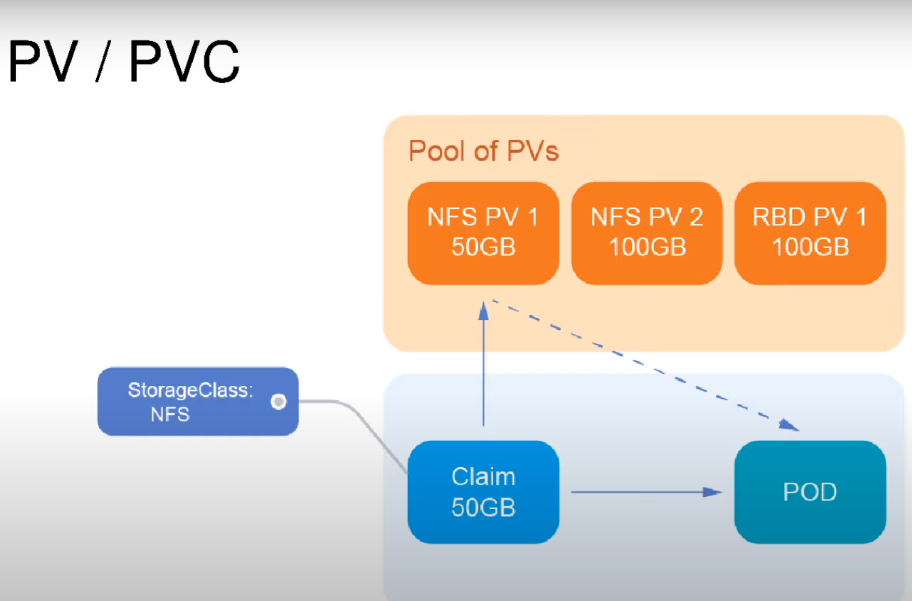 PV / PVC
Pool of PVs
NFS PV 1
50GB
NFS PV 2
100GB
RBD PV 1
100GB
StorageClass:
NFS
Claim
50GB
POD